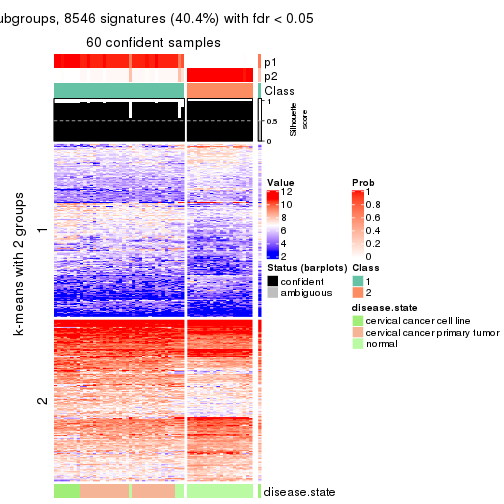 ubgroups, 8546 signatures (40.4%) with fdr < 0.05
60 confident samples
p1
p2
Class
1
0.5
0
Silhouette
score
k-means with 2 groups
1
2
Value
12
10
8
6
4
2
Prob
1
0.8
0.6
0.4
0.2
0
Status (barplots)
confident
ambiguous
Class
1
2
disease.state
cervical cancer cell line
cervical cancer primary tumor
normal
disease.state